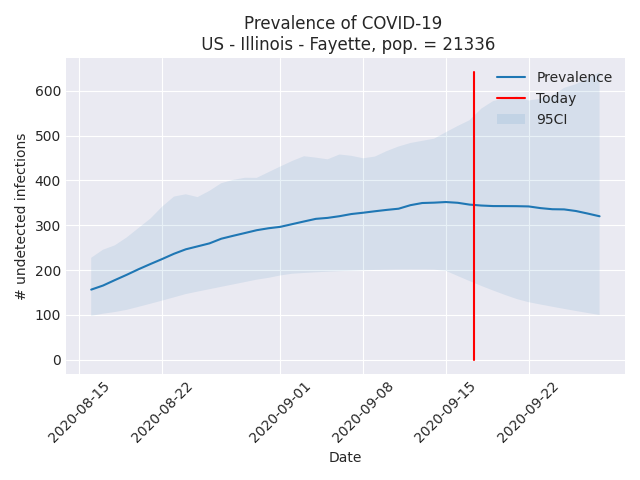 Prevalence of COVID-19
US - Illinois - Fayette, pop. = 21336
Prevalence
Today
95CI
# undetected infections
600
500
400
300
200
100
0
2020-08-15
2020-08-22
2020-09-01
2020-09-08
2020-09-15
2020-09-22
Date